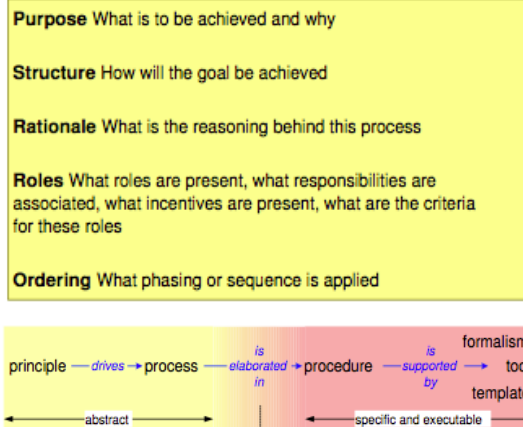 Purpose What is to be achieved and why
Structure How will the goal be achieved
Rationale What is the reasoning behind this process
Roles What roles are present, what responsibilities are
associated, what incentives are present, what are the criteria
for these roles
Ordering What phasing or sequence is applied
formalism
principle drives process is elaborated in procedure is supported by
template
abstract specific and executable